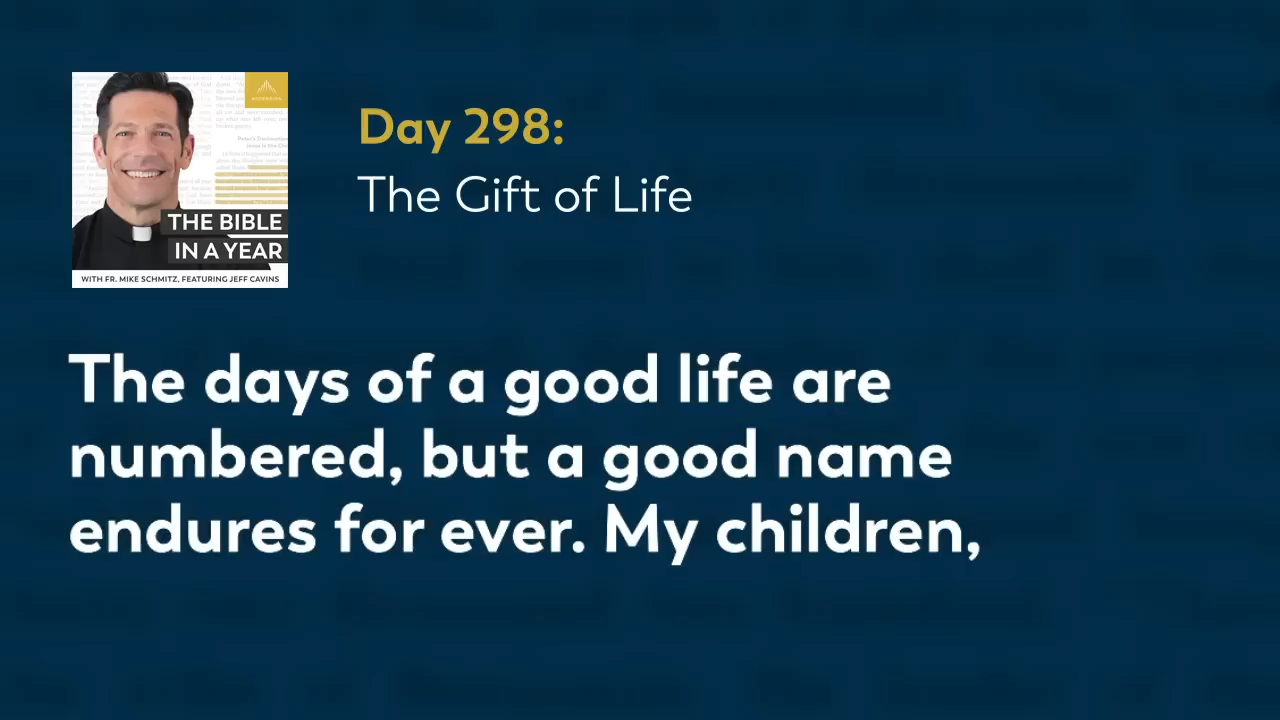 Day 298:
The Gift of Life
THE BIBLE
IN A YEAR
WITH FR. MIKE SCHMITZ, FEATURING JEFF CAVINS
The days of a good life are
numbered, but a good name
endures for ever. My children,